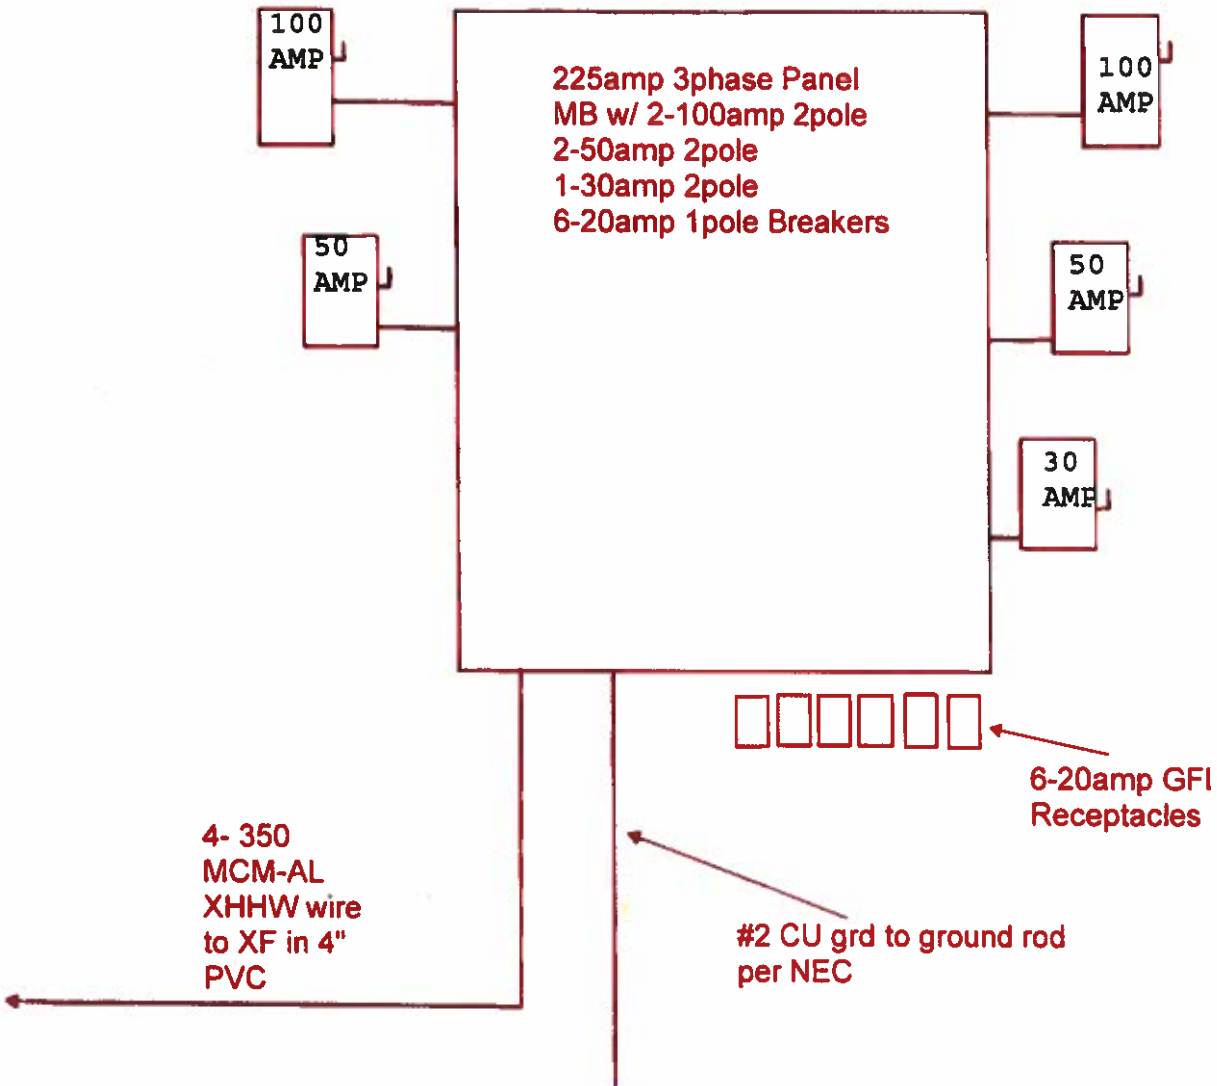 100
AMP
225amp 3phase Panel
MB w/ 2-100amp 2pole
2-50amp 2pole
1-30amp 2pole
6-20amp 1pole Breakers
100
AMP
50
AMP
50
AMP
30
AMP
6-20amp GFI
Receptacles
4- 350
MCM-AL
XHHW wire
to XF in 4"
PVC
#2 CU grd to ground rod
per NEC